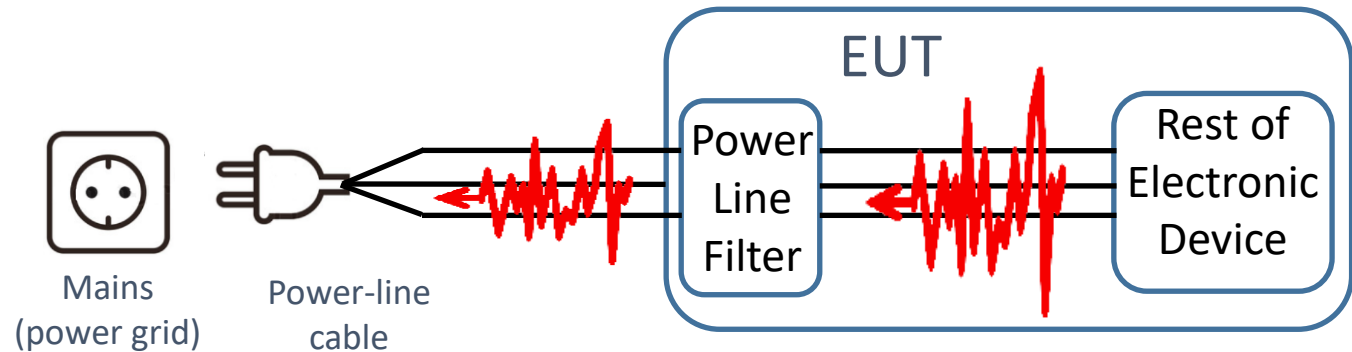 EUT
Power
Line
Filter
Rest of
Electronic
Device
Mains
(power grid)
Power-line
cable